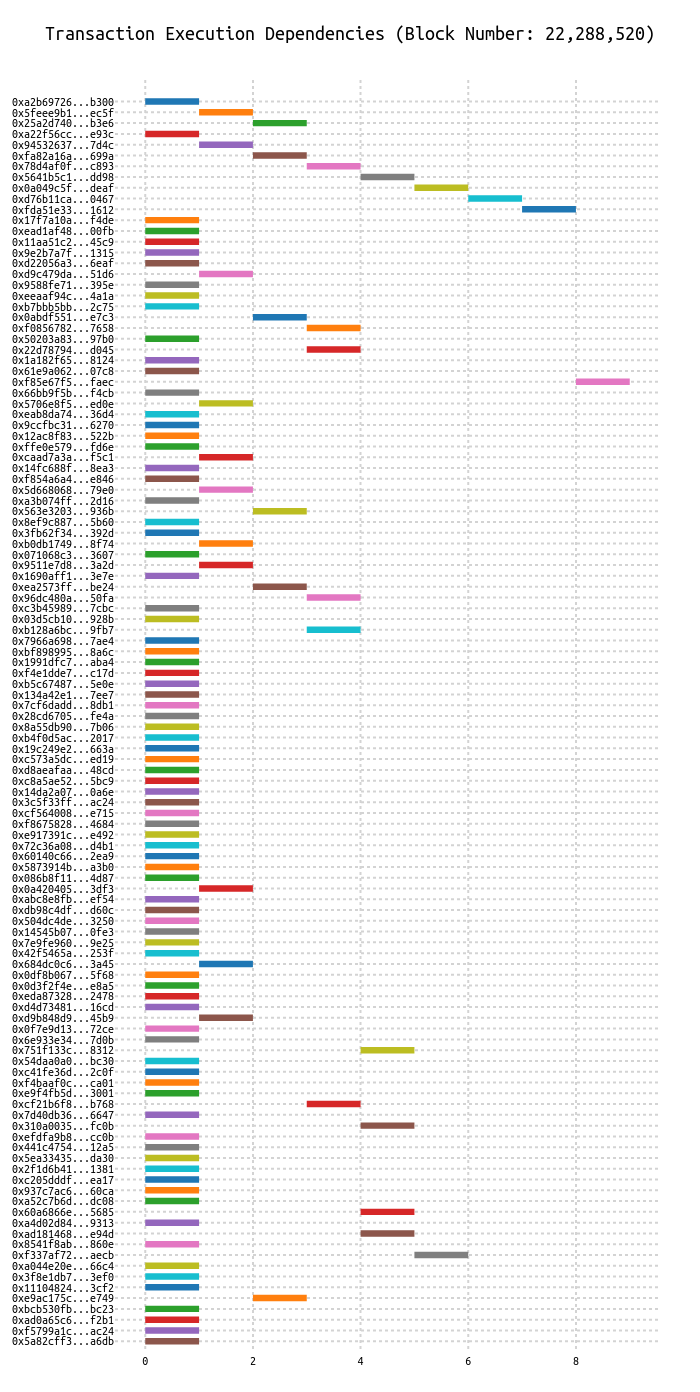 Transaction Execution Dependencies (Block Number: 22,288,520)
0xa2b69726...b300
0x5feee9b1...ec5f
0x25a2d740...b3e6
0xa22f56cc...e93c
0x94532637...7d4c
0xfa82a16a...699a
0x78d4af0f...c893
0x5641b5c1...dd98
0x0a049c5f...deaf
0xd76b11ca...0467
0xfda51e33...1612
0x17f7a10a...f4de
0xead1af48...00fb
0x11aa51c2...45c9
0x9e2b7a7f...1315
0xd22056a3...6eaf
0xd9c479da...51d6
0x9588fe71...395e
0xeeaaf94c...4a1a
0xb7bbb5bb...2c75
0x0abdf551...e7c3
0xf0856782...7658
0x50203a83...97b0
0x22d78794...d045
0x1a182f65...8124
0x61e9a062...07c8
0xf85e67f5...faec
0x66bb9f5b...f4cb
0x5706e8f5...ed0e
0xeab8da74...36d4
0x9ccfbc31...6270
0x12ac8f83...522b
0xffe0e579...fd6e
0xcaad7a3a...f5c1
0x14fc688f...8ea3
0xf854a6a4...e846
0x5d668068...79e0
0xa3b074ff...2d16
0x563e3203...936b
0x8ef9c887...5b60
0x3fb62f34...392d
0xb0db1749...8f74
0x071068c3...3607
0x9511e7d8...3a2d
0x1690aff1...3e7e
0xea2573ff...be24
0x96dc480a...50fa
0xc3b45989...7cbc
0x03d5cb10...928b
0xb128a6bc...9fb7
0x7966a698...7ae4
0xbf898995...8a6c
0x1991dfc7...aba4
0xf4e1dde7...c17d
0xb5c67487...5e0e
0x134a42e1...7ee7
0x7cf6dadd...8db1
0x28cd6705...fe4a
0x8a55db90...7b06
0xb4f0d5ac...2017
0x19c249e2...663a
0xc573a5dc...ed19
0xd8aeafaa...48cd
0xc8a5ae52...5bc9
0x14da2a07...0a6e
0x3c5f33ff...ac24
0xcf564008...e715
0xf8675828...4684
0xe917391c...e492
0x72c36a08...d4b1
0x60140c66...2ea9
0x5873914b...a3b0
0x086b8f11...4d87
0x0a420405...3df3
0xabc8e8fb...ef54
0xdb98c4df...d60c
0x504dc4de...3250
0x14545b07...0fe3
0x7e9fe960...9e25
0x42f5465a...253f
0x684dc0c6...3a45
0x0df8b067...5f68
0x0d3f2f4e...e8a5
0xeda87328...2478
0xd4d73481...16cd
0xd9b848d9...45b9
0x0f7e9d13...72ce
0x6e933e34...7d0b
0x751f133c...8312
0x54daa0a0...bc30
0xc41fe36d...2c0f
0xf4baaf0c...ca01
0xe9f4fb5d...3001
0xcf21b6f8...b768
0x7d40db36...6647
0x310a0035...fc0b
0xefdfa9b8...cc0b
0x441c4754...12a5
0x5ea33435...da30
0x2f1d6b41...1381
0xc205dddf...ea17
0x937c7ac6...60ca
0xa52c7b6d...dc08
0x60a6866e...5685
0xa4d02d84...9313
0xad181468...e94d
0x8541f8ab...860e
0xf337af72...aecb
0xa044e20e...66c4
0x3f8e1db7...3ef0
0x11104824...3cf2
0xe9ac175c...e749
0xbcb530fb...bc23
0xad0a65c6...f2b1
0xf5799a1c...ac24
0x5a82cff3...a6db
0 2 4 6 8